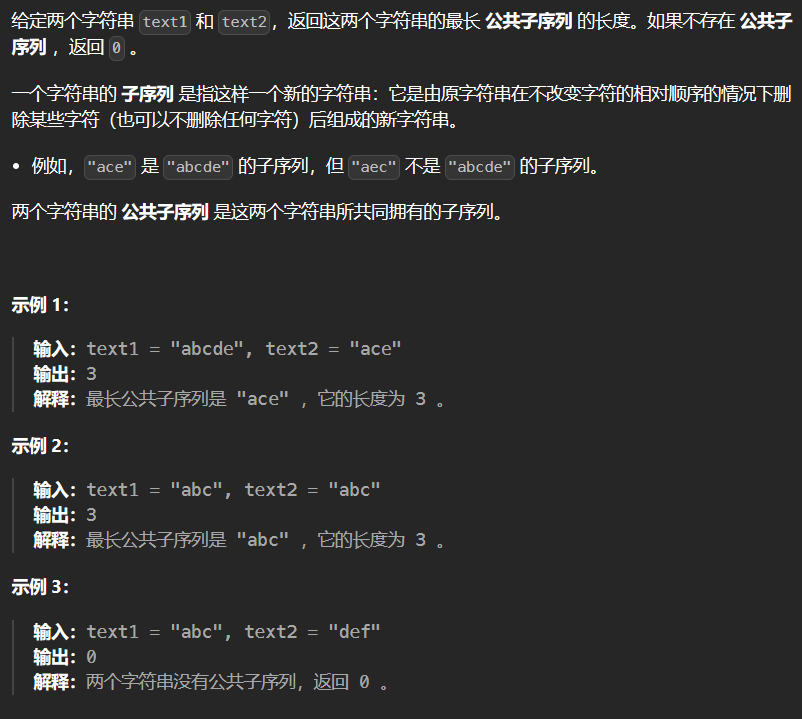 给定两个字符串 text1 和 text2，返回这两个字符串的最长 公共子序列 的长度。如果不存在 公共子
序列 ，返回 0 。
一个字符串的 子序列 是指这样一个新的字符串：它是由原字符串在不改变字符的相对顺序的情况下删
除某些字符（也可以不删除任何字符）后组成的新字符串。
• 例如，"ace" 是 "abcde" 的子序列，但 "aec" 不是 "abcde" 的子序列。
两个字符串的 公共子序列 是这两个字符串所共同拥有的子序列。
示例 1：
输入：text1 = "abcde", text2 = "ace"
输出：3
解释：最长公共子序列是 "ace" ，它的长度为 3 。
示例 2：
输入：text1 = "abc", text2 = "abc"
输出：3
解释：最长公共子序列是 "abc" ，它的长度为 3 。
示例 3：
输入：text1 = "abc", text2 = "def"
输出：0
解释：两个字符串没有公共子序列，返回 0 。